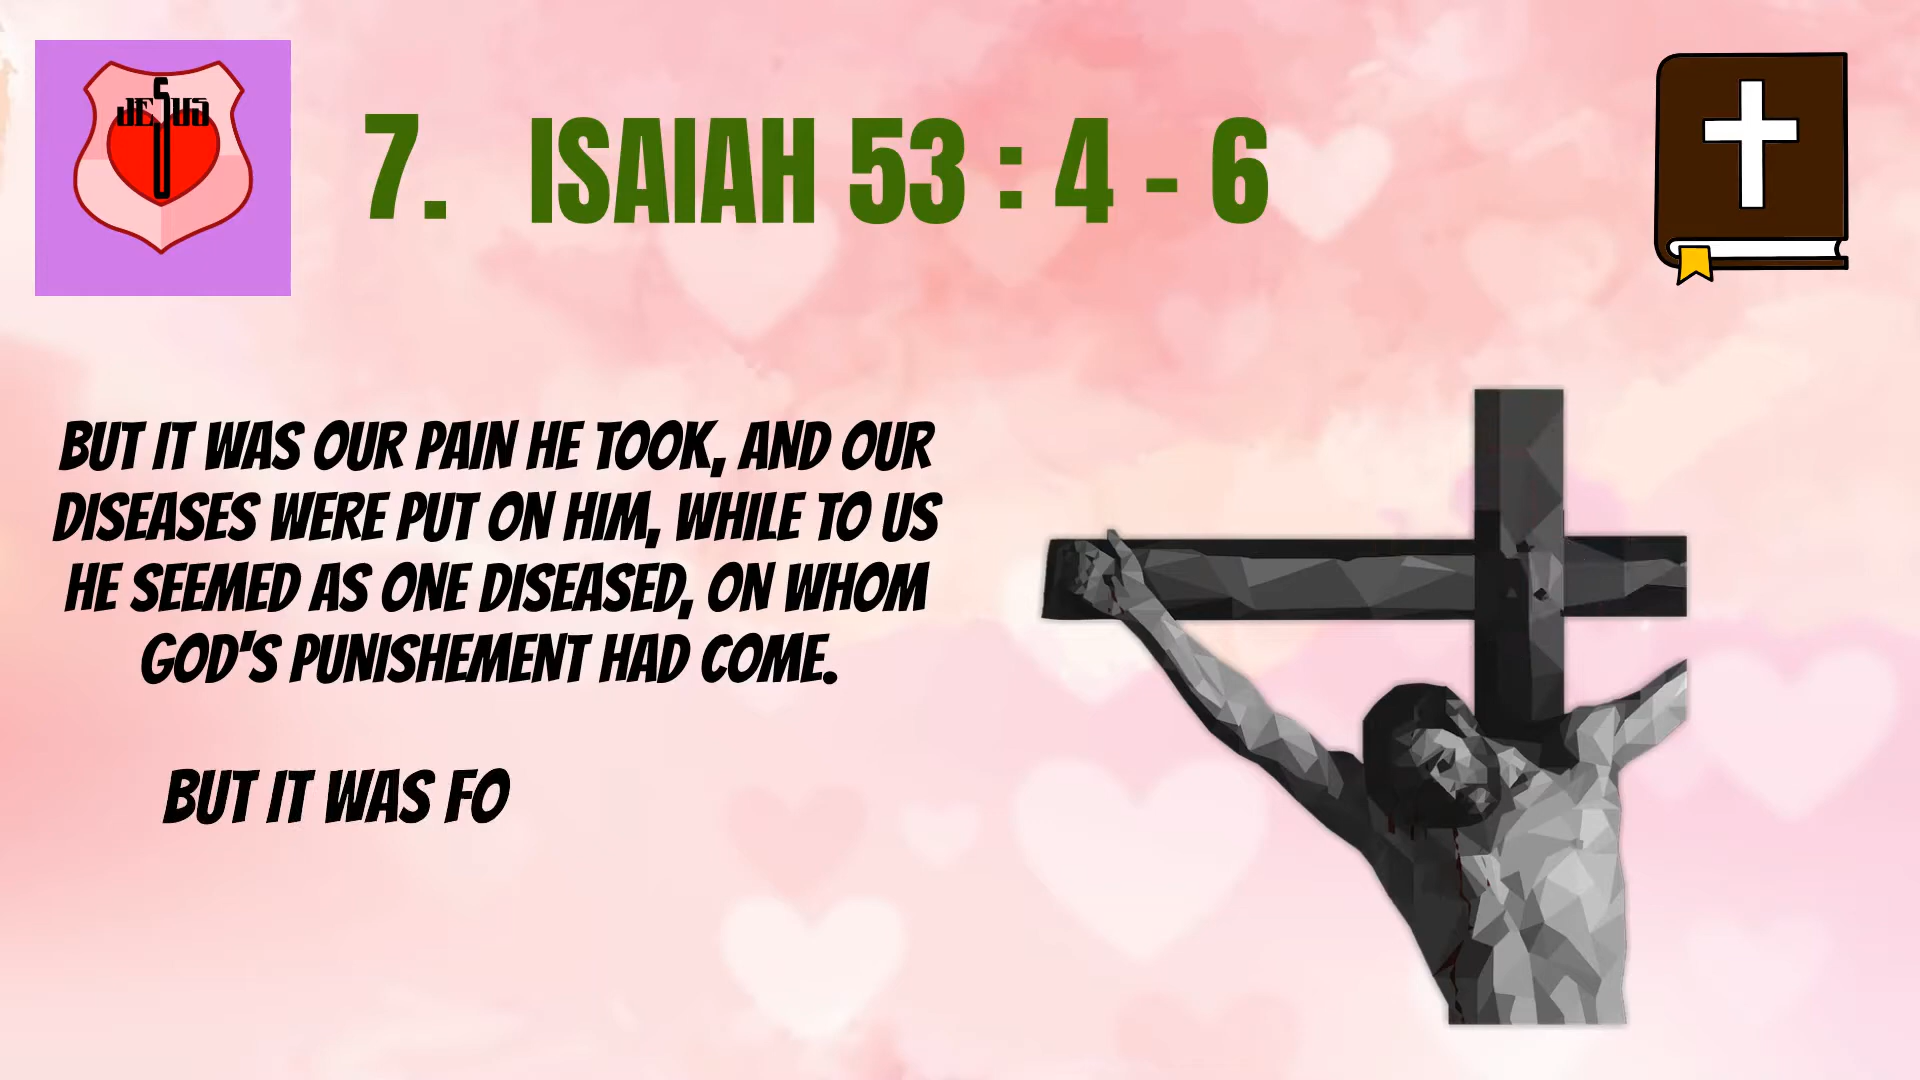 JESUS
7. ISAIAH 53 : 4 - 6
BUT IT WAS OUR PAIN HE TOOK, AND OUR
DISEASES WERE PUT ON HIM, WHILE TO US
HE SEEMED AS ONE DISEASED, ON WHOM
GOD'S PUNISHEMENT HAD COME.
BUT IT WAS FO